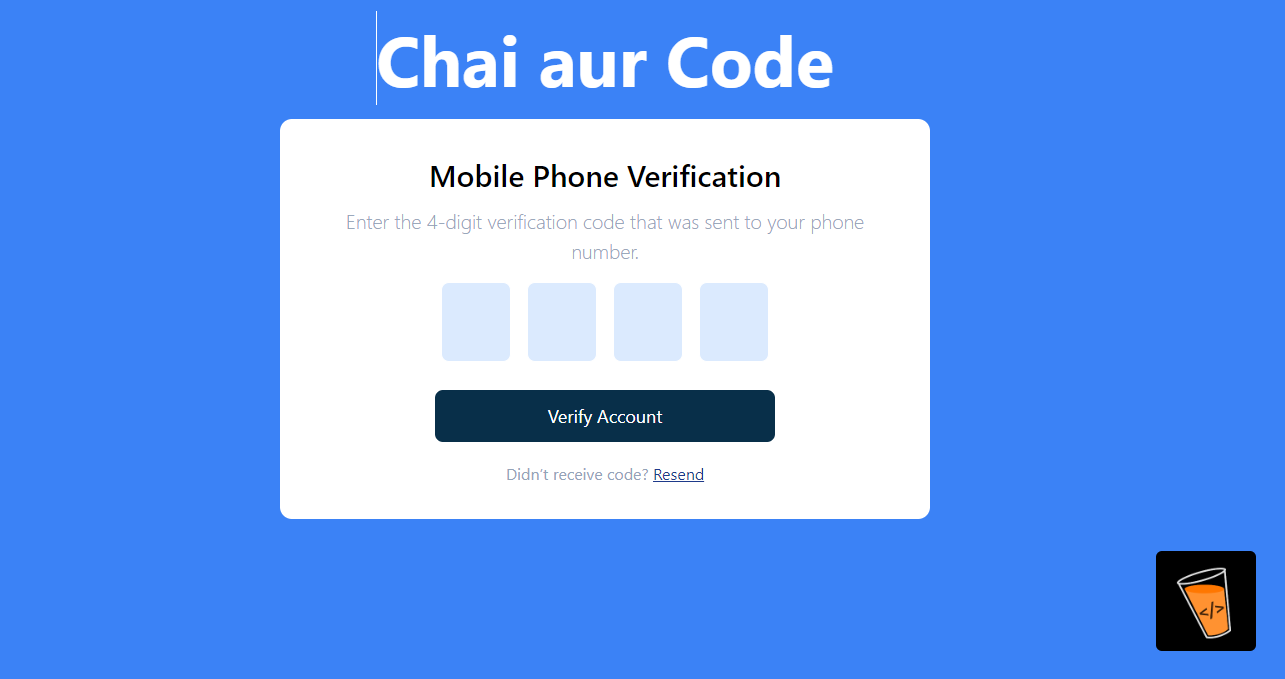 Chai aur Code
Mobile Phone Verification
Enter the 4-digit verification code that was sent to your phone
number.
Verify Account
Didn't receive code? Resend
</>